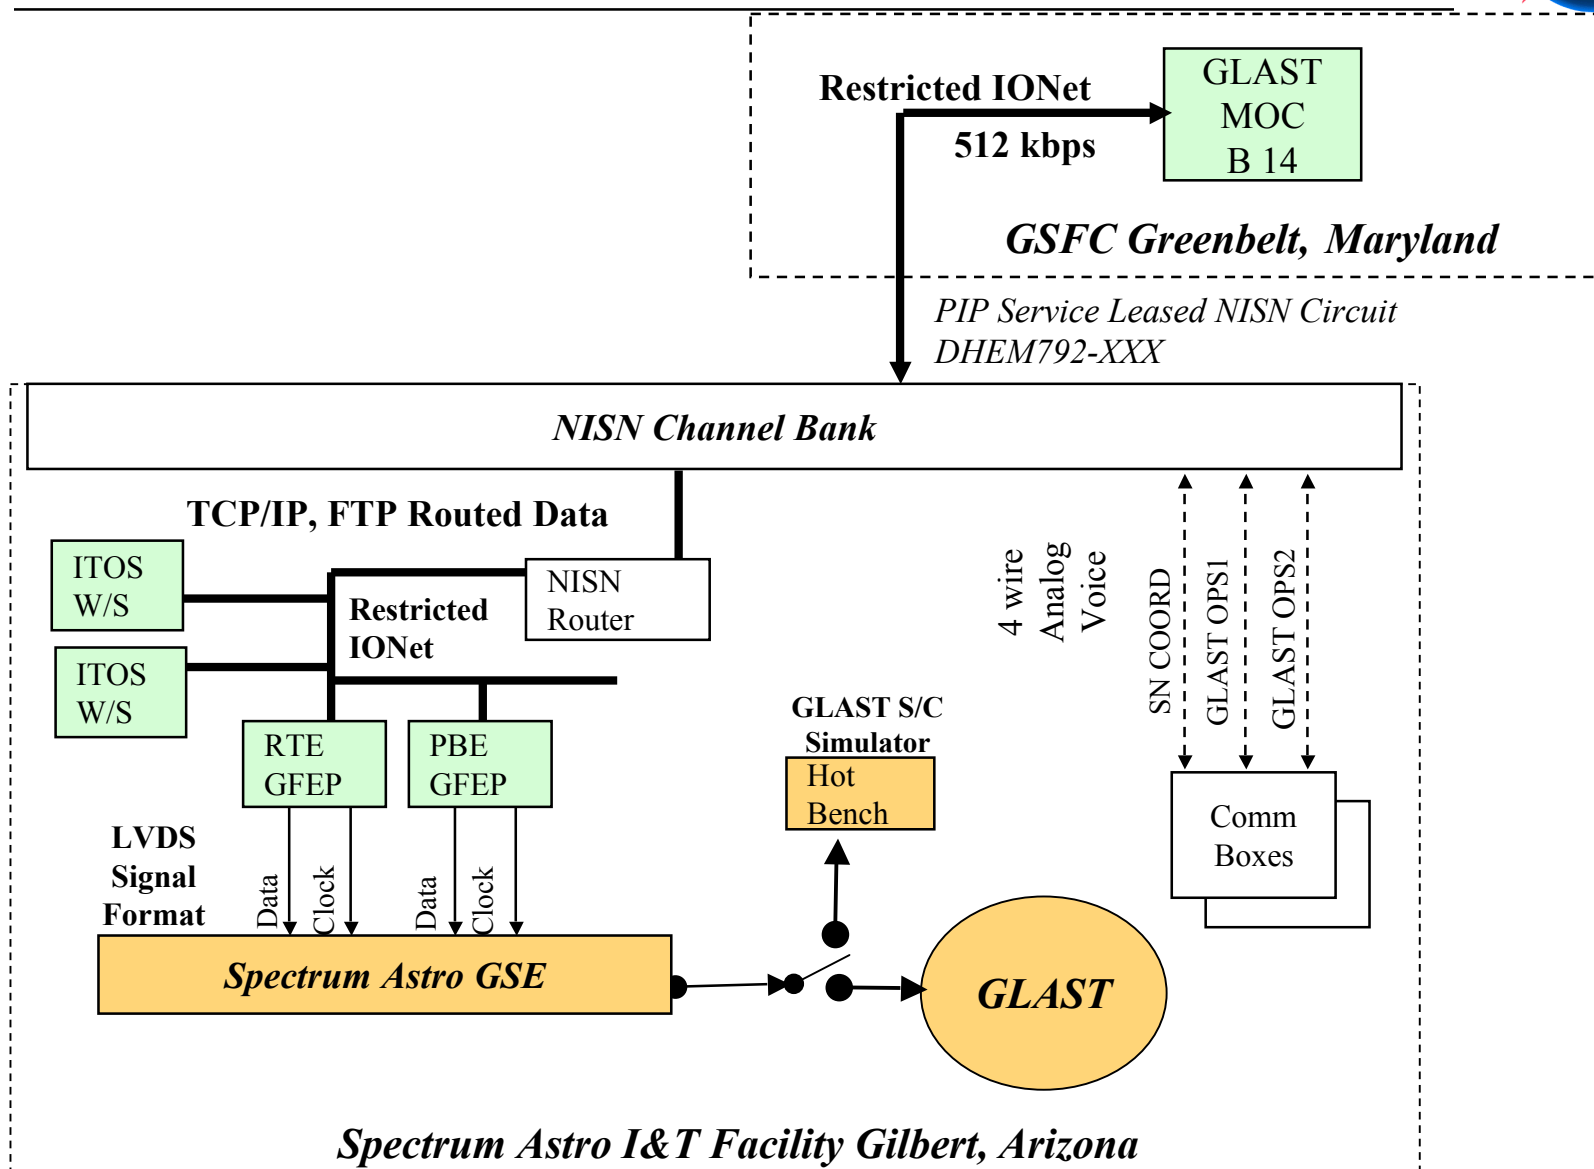 Restricted IONet
512 kbps
GLAST
MOC
B 14
GSFC Greenbelt, Maryland
PIP Service Leased NISN Circuit
DHEM792-XXX
NISN Channel Bank
TCP/IP, FTP Routed Data
ITOS
W/S
ITOS
W/S
Restricted
IONet
NISN
Router
4 wire
Analog
Voice
SN COORD
GLAST OPS1
GLAST OPS2
RTE
GFEP
PBE
GFEP
GLAST S/C
Simulator
Hot
Bench
Comm
Boxes
LVDS
Signal
Format
Data
Clock
Data
Clock
Spectrum Astro GSE
GLAST
Spectrum Astro I&T Facility Gilbert, Arizona